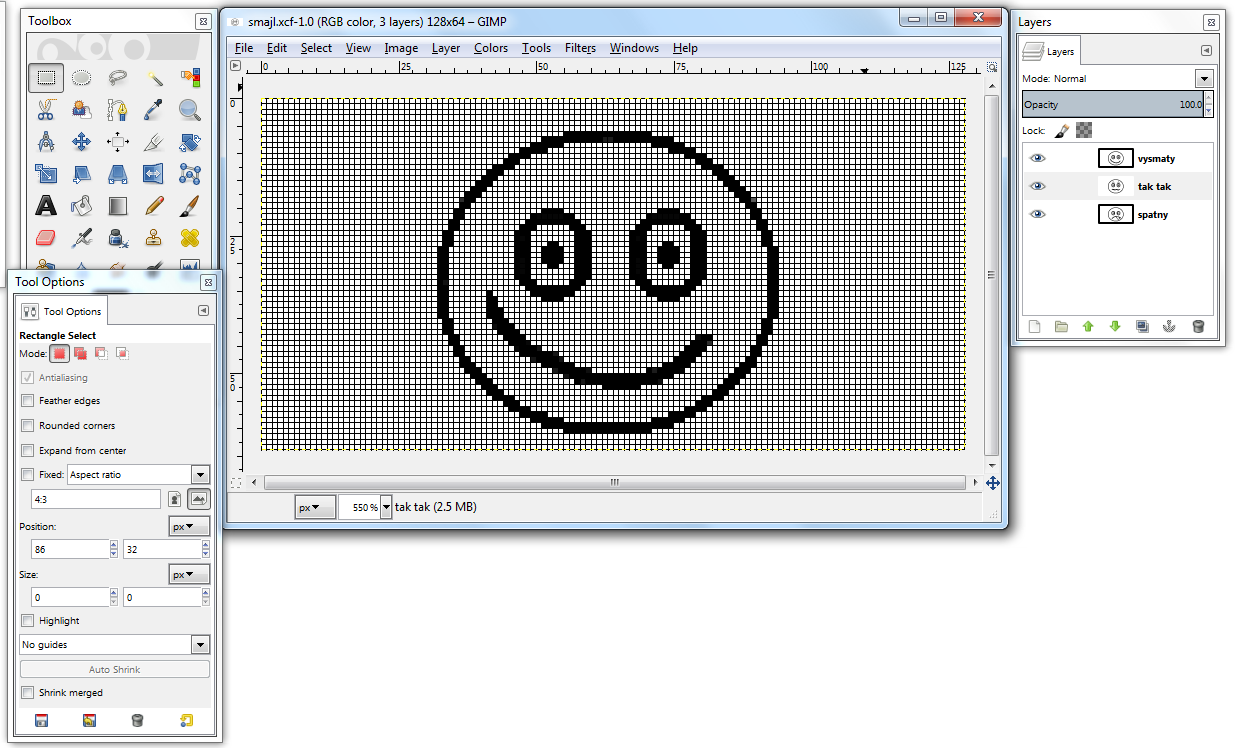 Toolbox
smajl.xcf-1.0 (RGB color, 3 layers) 128x64 – GIMP
File Edit Select View Image Layer Colors Tools Filters Windows Help
0 25 50 75 100 125
0
25
50
px 550 % tak tak (2.5 MB)
Tool Options
Tool Options
Rectangle Select
Mode:
Antialiasing
Feather edges
Rounded corners
Expand from center
Fixed: Aspect ratio
4:3
Position: px
86 32
Size: px
0 0
Highlight
No guides
Auto Shrink
Shrink merged
Layers
Layers
Mode: Normal
Opacity 100.0
Lock:
vysmaty
tak tak
spatny